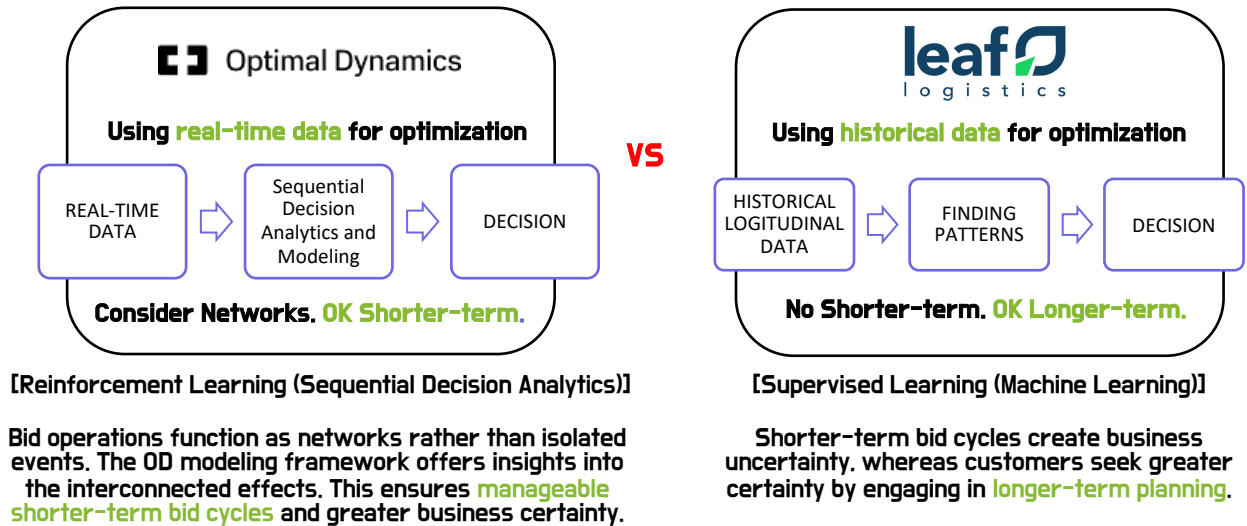 Optimal Dynamics
Using real-time data for optimization
REAL-TIME
DATA
Sequential
Decision
Analytics and
Modeling
DECISION
Consider Networks. OK Shorter-term.
[Reinforcement Learning (Sequential Decision Analytics)]
Bid operations function as networks rather than isolated
events. The OD modeling framework offers insights into
the interconnected effects. This ensures manageable
shorter-term bid cycles and greater business certainty.
VS
leaf
logistics
Using historical data for optimization
HISTORICAL
LOGITUDINAL
DATA
FINDING
PATTERNS
DECISION
No Shorter-term. OK Longer-term.
[Supervised Learning (Machine Learning)]
Shorter-term bid cycles create business
uncertainty, whereas customers seek greater
certainty by engaging in longer-term planning.